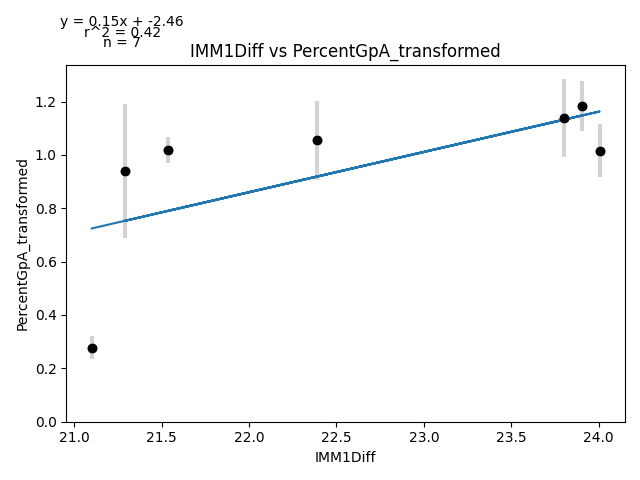 y = 0.15x + -2.46
r^2 = 0.42
n = 7
IMM1Diff vs PercentGpA_transformed
PercentGpA_transformed
1.2
1.0
0.8
0.6
0.4
0.2
0.0
21.0 21.5 22.0 22.5 23.0 23.5 24.0
IMM1Diff